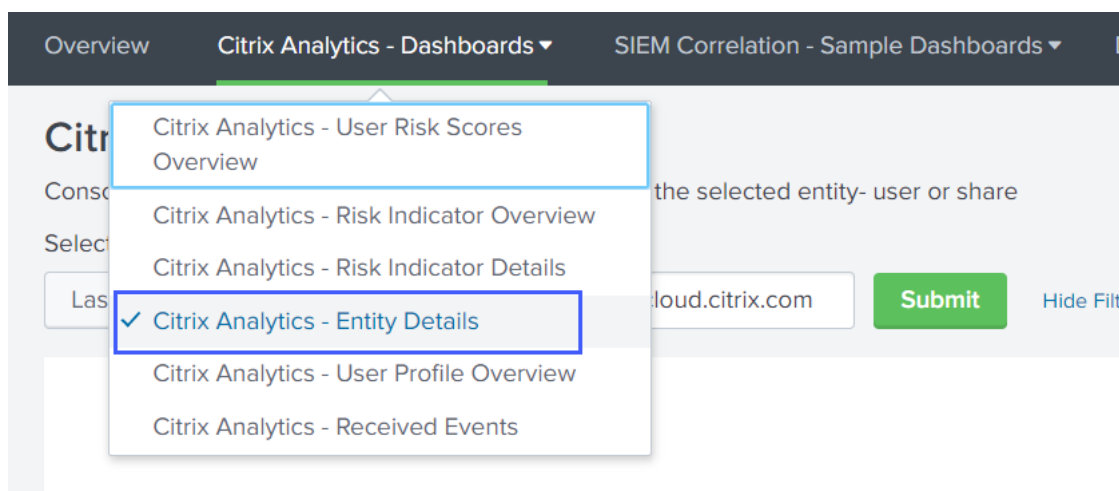 Overview Citrix Analytics - Dashboards SIEM Correlation - Sample Dashboards
Citrix Analytics - User Risk Scores
Overview
the selected entity- user or share
Citrix Analytics - Risk Indicator Overview
Citrix Analytics - Risk Indicator Details
cloud.citrix.com Submit Hide
Citrix Analytics - Entity Details
Citrix Analytics - User Profile Overview
Citrix Analytics - Received Events